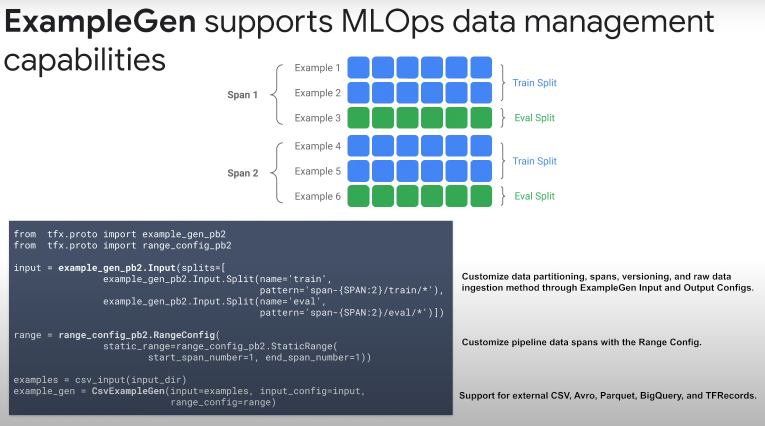 ExampleGen supports MLOps data management
capabilities
Span 1
Example 1
Example 2
Example 3
Train Split
Eval Split
Span 2
Example 4
Example 5
Example 6
Train Split
Eval Split
from tfx.proto import example_gen_pb2
from tfx.proto import range_config_pb2
input = example_gen_pb2.Input(splits=[
example_gen_pb2.Input.Split(name='train',
pattern='span-{SPAN:2}/train/*'),
example_gen_pb2.Input.Split(name='eval',
pattern='span-{SPAN:2}/eval/*')])
range = range_config_pb2.RangeConfig(
static_range=range_config_pb2.StaticRange(
start_span_number=1, end_span_number=1))
examples = csv_input(input_dir)
example_gen = CsvExampleGen(input=examples, input_config=input,
range_config=range)
Customize data partitioning, spans, versioning, and raw data
ingestion method through ExampleGen Input and Output Configs.
Customize pipeline data spans with the Range Config.
Support for external CSV, Avro, Parquet, BigQuery, and TFRecords.